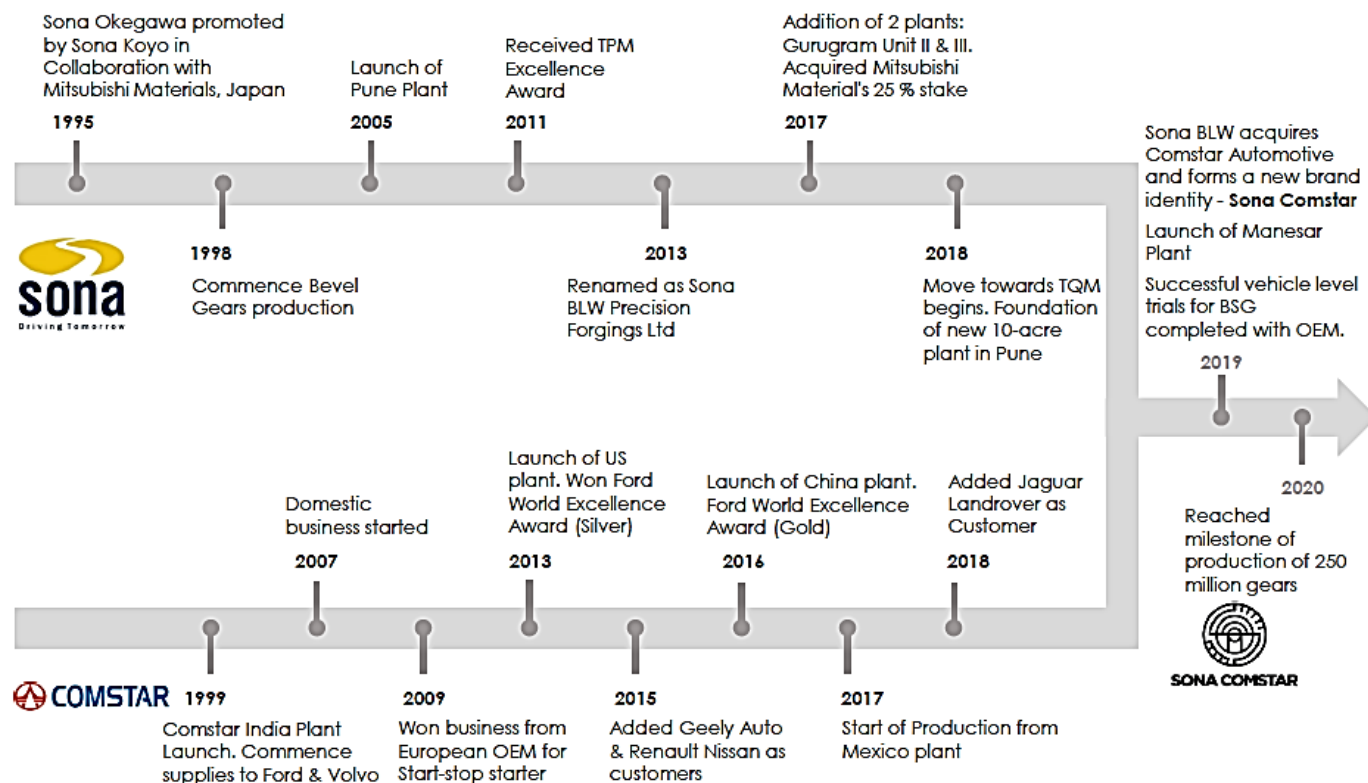 Sona Okegawa promoted
by Sona Koyo in
Collaboration with
Mitsubishi Materials, Japan
1995
Launch of
Pune Plant
2005
Received TPM
Excellence
Award
2011
Addition of 2 plants:
Gurugram Unit II & III.
Acquired Mitsubishi
Material's 25 % stake
2017
Sona BLW acquires
Comstar Automotive
and forms a new brand
identity - Sona Comstar
Launch of Manesar
Plant
Successful vehicle level
trials for BSG
completed with OEM.
2019
sona
Driving Tomorrow
1998
Commence Bevel
Gears production
2013
Renamed as Sona
BLW Precision
Forgings Ltd
2018
Move towards TQM
begins. Foundation
of new 10-acre
plant in Pune
2020
Reached
milestone of
production of 250
million gears
SONA COMSTAR
Domestic
business started
2007
Launch of US
plant. Won Ford
World Excellence
Award (Silver)
2013
Launch of China plant.
Ford World Excellence
Award (Gold)
2016
Added Jaguar
Landrover as
Customer
2018
COMSTAR
1999
Comstar India Plant
Launch. Commence
supplies to Ford & Volvo
2009
Won business from
European OEM for
Start-stop starter
2015
Added Geely Auto
& Renault Nissan as
customers
2017
Start of Production from
Mexico plant